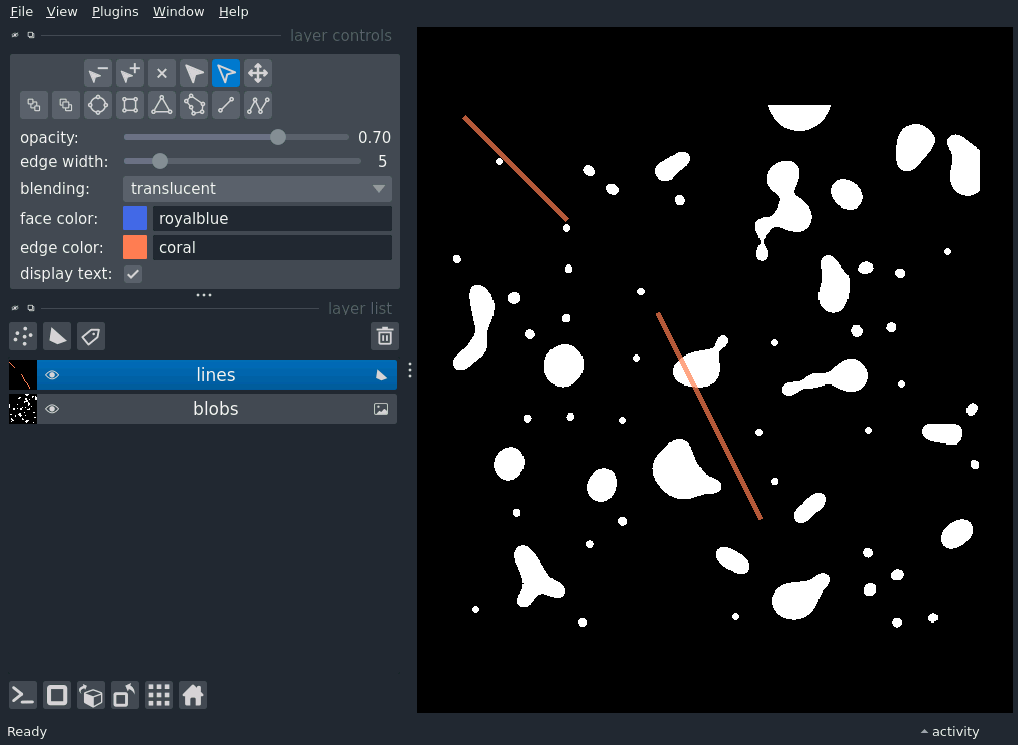 File View Plugins Window Help
layer controls
opacity: 0.70
edge width: 5
blending: translucent
face color: royalblue
edge color: coral
display text:
layer list
lines
blobs
Ready activity